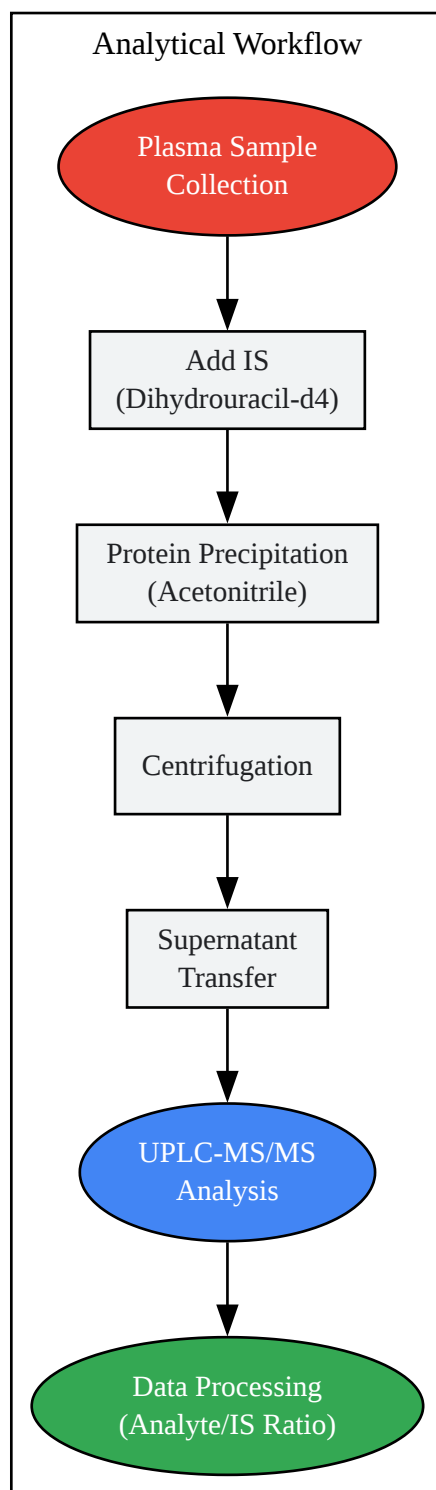 Analytical Workflow
Plasma Sample
Collection
Add IS
(Dihydrouracil-d4)
Protein Precipitation
(Acetonitrile)
Centrifugation
Supernatant
Transfer
UPLC-MS/MS
Analysis
Data Processing
(Analyte/IS Ratio)